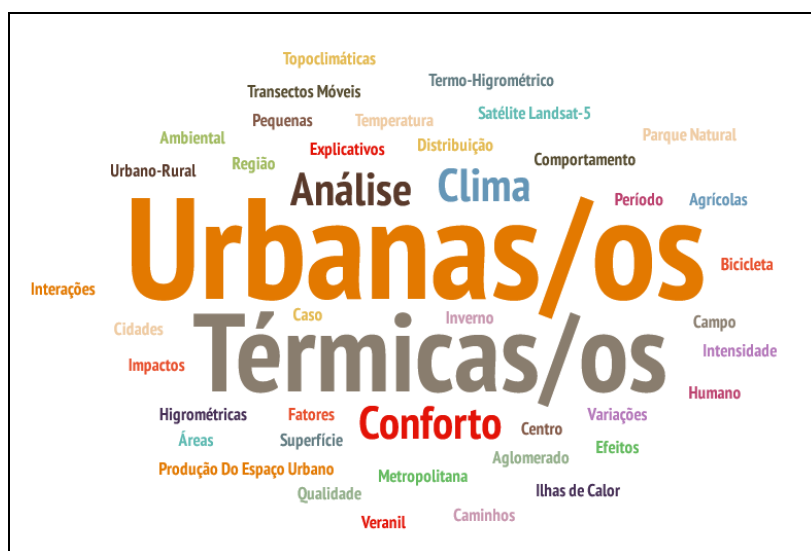 Topoclimáticas
Termo-Higrométrico
Transectos Móveis
Satélite Landsat-5
Pequenas
Temperatura
Parque Natural
Ambiental
Explicativos
Distribuição
Urbano-Rural
Região
Comportamento
Análise
Clima
Período
Agrícolas
Urbanas/os
Bicicleta
Interações
Térmicas/os
Caso
Inverno
Campo
Cidades
Intensidade
Impactos
Humano
Higrométricas
Fatores
Conforto
Variações
Centro
Áreas
Superfície
Efeitos
Aglomerado
Produção Do Espaço Urbano
Metropolitana
Qualidade
Ilhas de Calor
Veranil
Caminhos